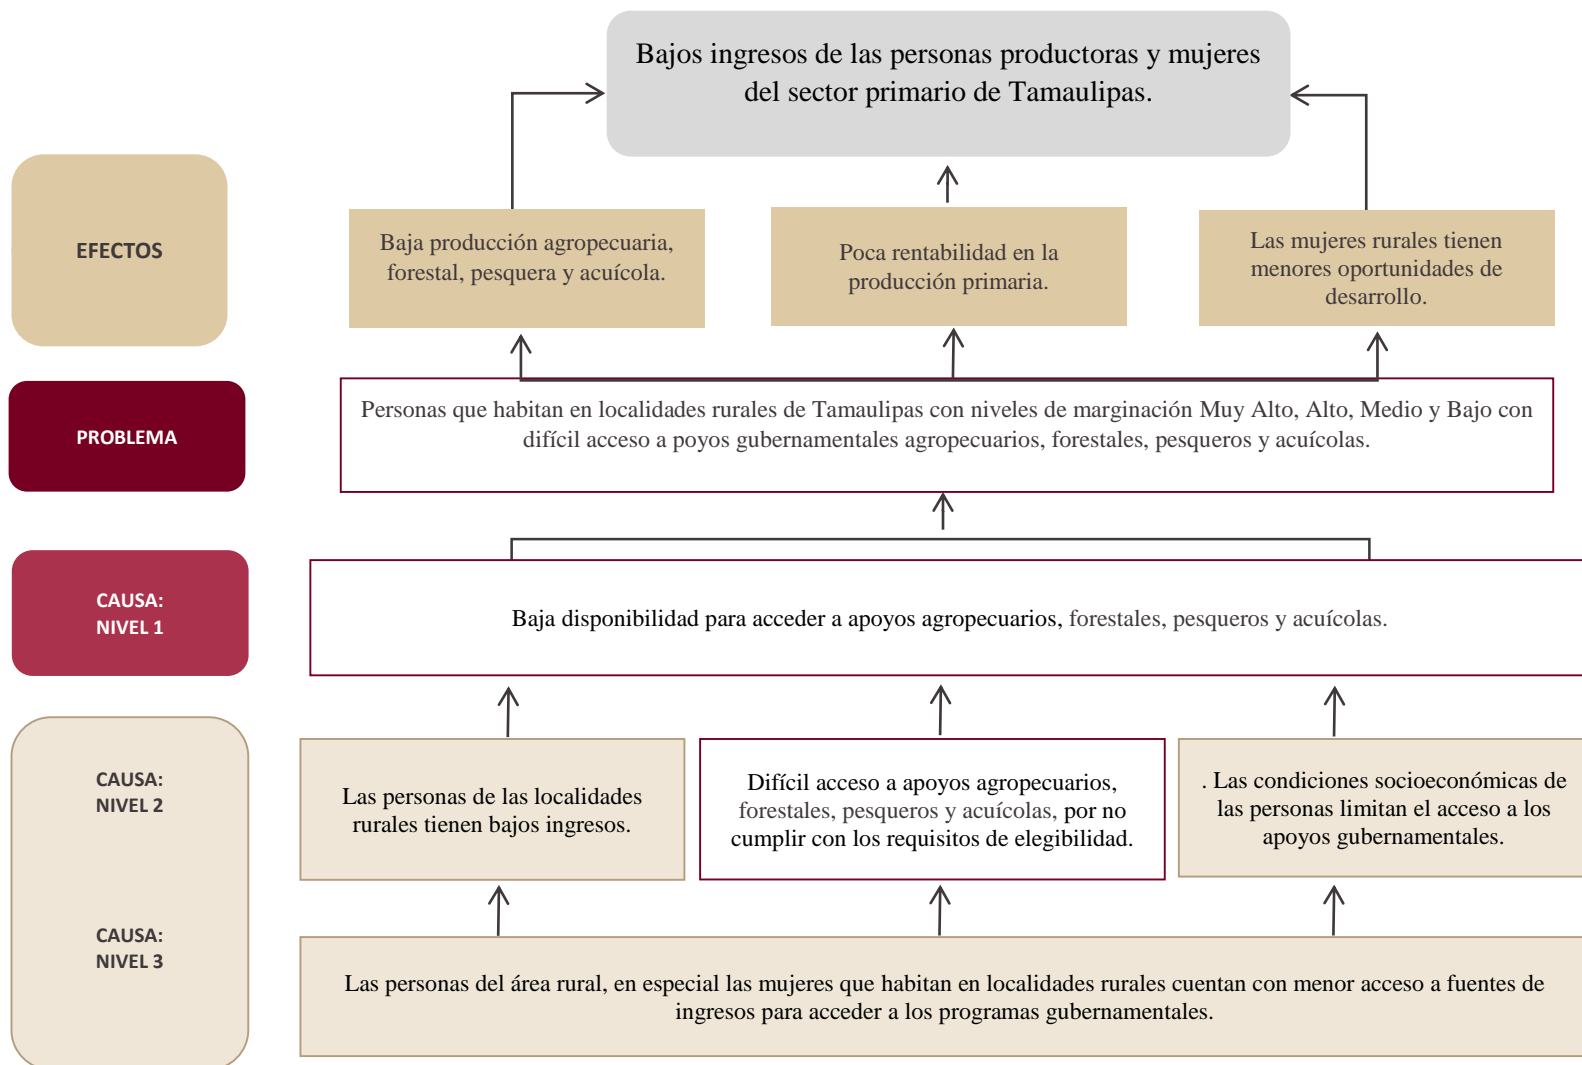 Bajos ingresos de las personas productoras y mujeres
del sector primario de Tamaulipas.
EFECTOS
Baja producción agropecuaria,
forestal, pesquera y acuícola.
Poca rentabilidad en la
producción primaria.
Las mujeres rurales tienen
menores oportunidades de
desarrollo.
PROBLEMA
Personas que habitan en localidades rurales de Tamaulipas con niveles de marginación Muy Alto, Alto, Medio y Bajo con
difícil acceso a poyos gubernamentales agropecuarios, forestales, pesqueros y acuícolas.
CAUSA:
NIVEL 1
Baja disponibilidad para acceder a apoyos agropecuarios, forestales, pesqueros y acuícolas.
CAUSA:
NIVEL 2
Las personas de las localidades
rurales tienen bajos ingresos.
Difícil acceso a apoyos agropecuarios,
forestales, pesqueros y acuícolas, por no
cumplir con los requisitos de elegibilidad.
. Las condiciones socioeconómicas de
las personas limitan el acceso a los
apoyos gubernamentales.
CAUSA:
NIVEL 3
Las personas del área rural, en especial las mujeres que habitan en localidades rurales cuentan con menor acceso a fuentes de
ingresos para acceder a los programas gubernamentales.